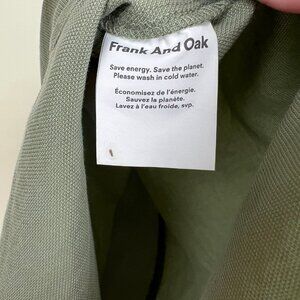 Frank And Oak
Save energy. Save the planet.
Please wash in cold water.
Économisez de l'énergie.
Sauvez la planète.
Lavez à l'eau froide, svp.